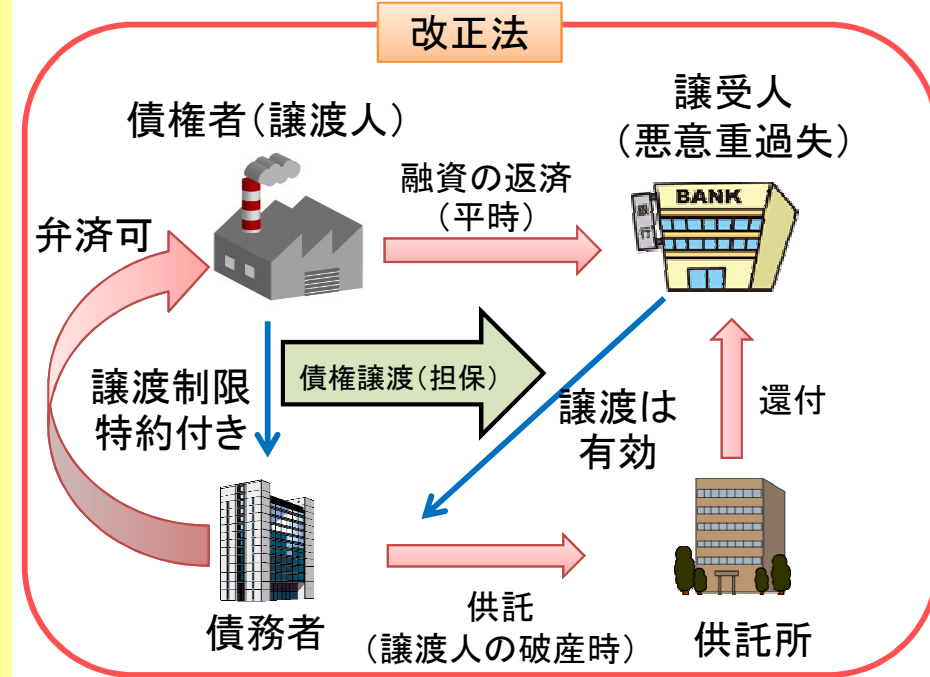 改正法
債権者(譲渡人)
譲受人
(悪意重過失)
BANK
銀行
融資の返済
(平時)
弁済可
債権譲渡(担保)
譲渡制限
特約付き
譲渡は
有効
還付
債務者
供託
(譲渡人の破産時)
供託所